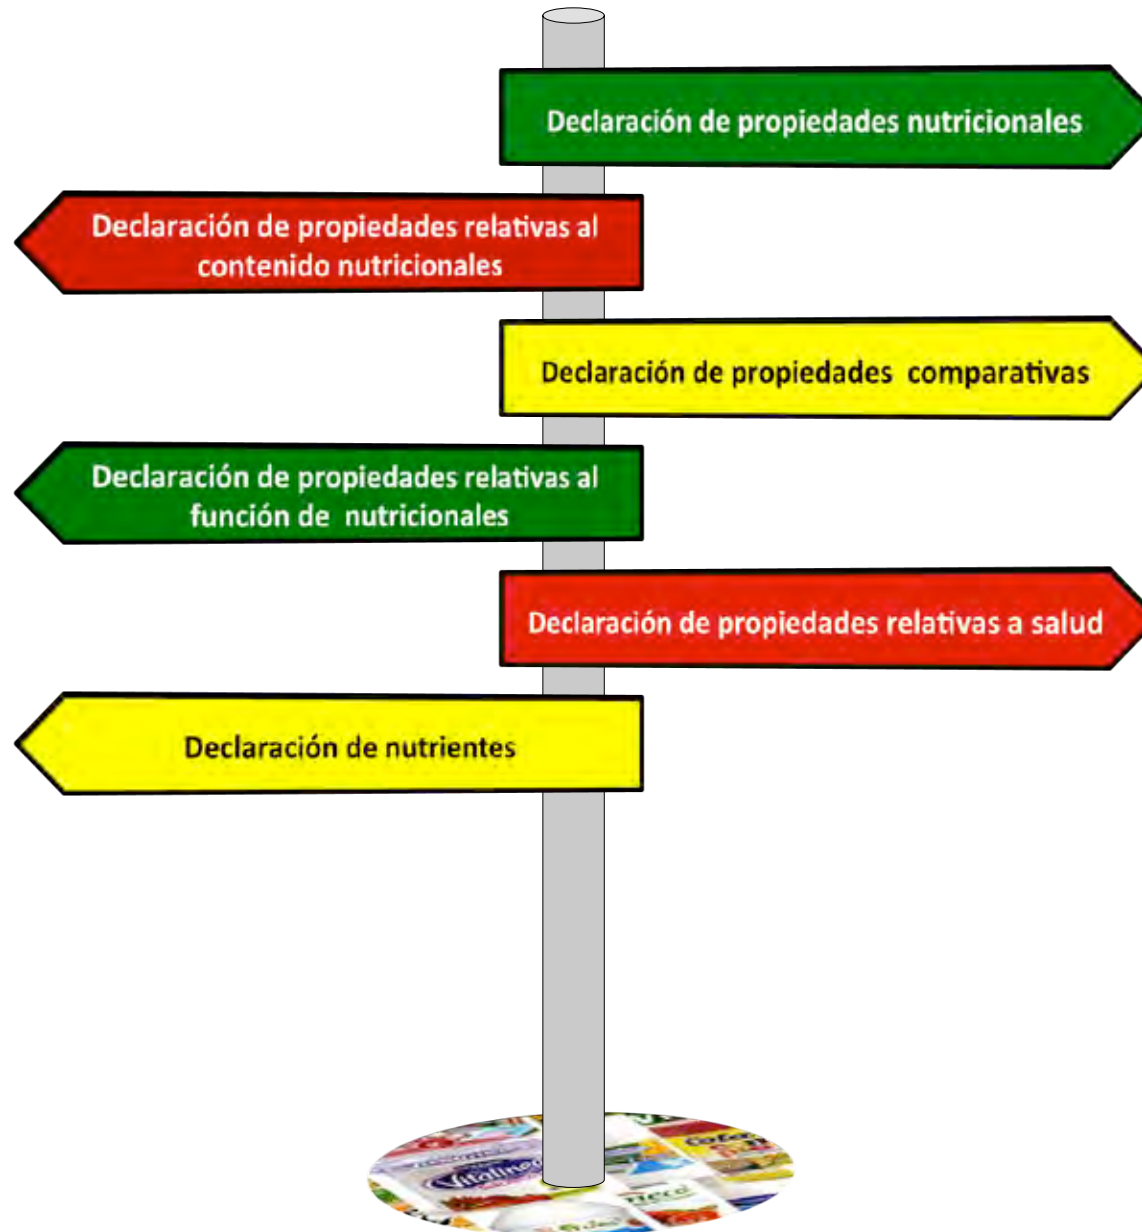 Declaración de propiedades nutricionales
Declaración de propiedades relativas al
contenido nutricionales
Declaración de propiedades comparativas
Declaración de propiedades relativas al
función de nutricionales
Declaración de propiedades relativas a salud
Declaración de nutrientes
Vitalinea